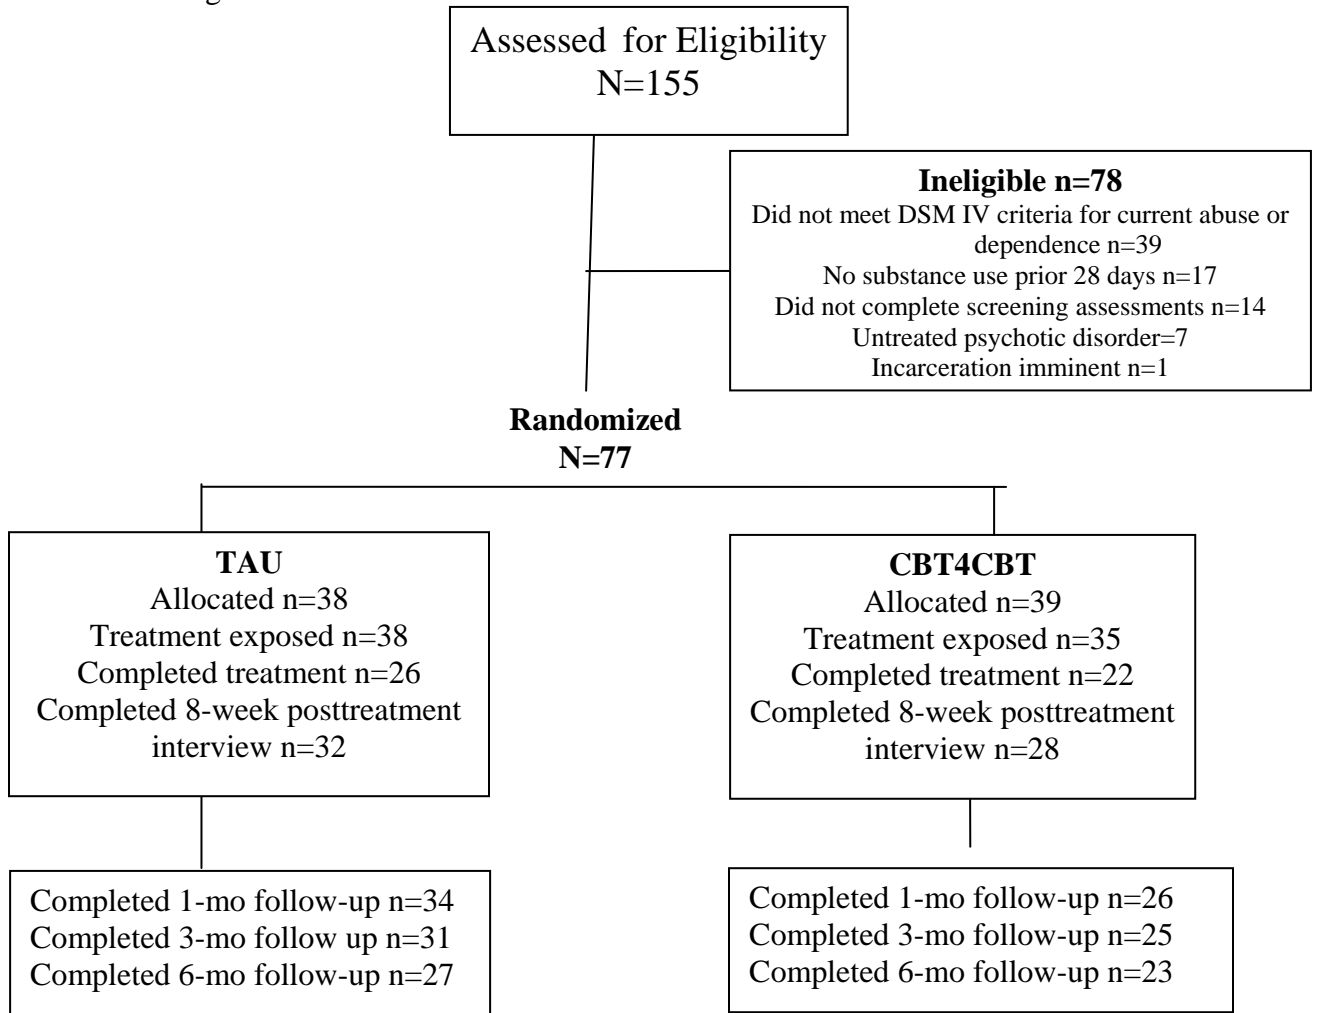 Assessed for Eligibility
N=155
Ineligible n=78
Did not meet DSM IV criteria for current abuse or
dependence n=39
No substance use prior 28 days n=17
Did not complete screening assessments n=14
Untreated psychotic disorder=7
Incarceration imminent n=1
Randomized
N=77
TAU
Allocated n=38
Treatment exposed n=38
Completed treatment n=26
Completed 8-week posttreatment
interview n=32
CBT4CBT
Allocated n=39
Treatment exposed n=35
Completed treatment n=22
Completed 8-week posttreatment
interview n=28
Completed 1-mo follow-up n=34
Completed 3-mo follow up n=31
Completed 6-mo follow-up n=27
Completed 1-mo follow-up n=26
Completed 3-mo follow-up n=25
Completed 6-mo follow-up n=23